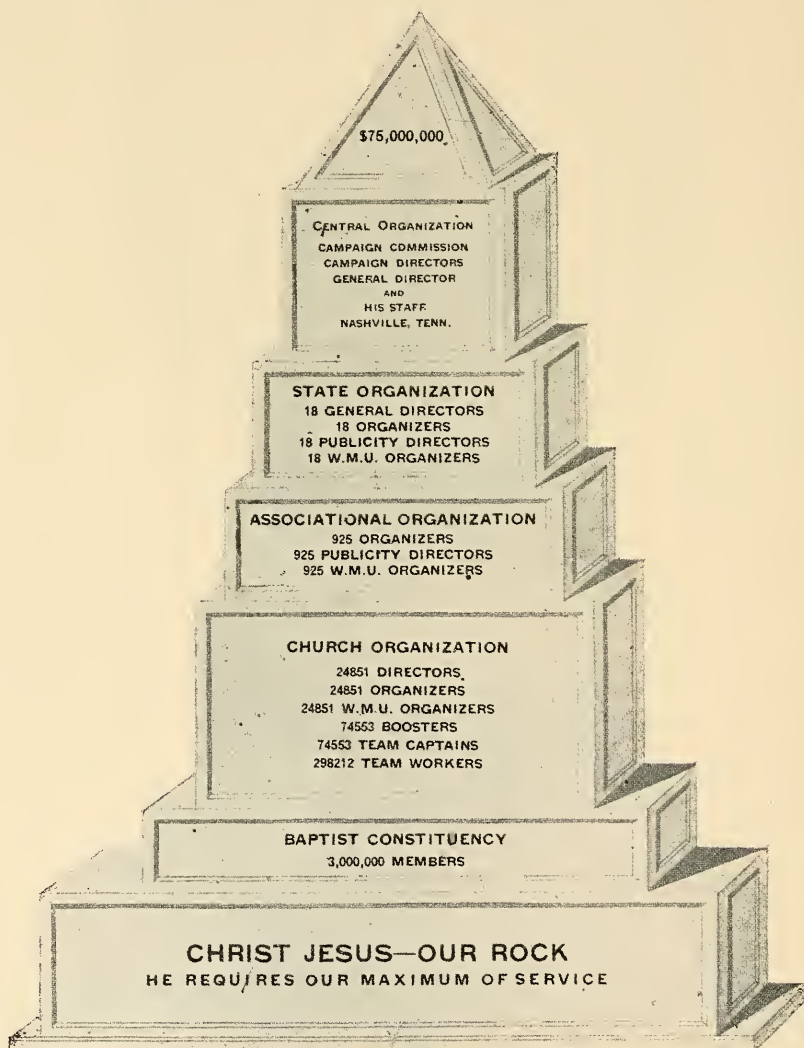 $75,000,000
CENTRAL ORGANIZATION
CAMPAIGN COMMISSION
CAMPAIGN DIRECTORS
GENERAL DIRECTOR
AND
HIS STAFF
NASHVILLE, TENN.
STATE ORGANIZATION
18 GENERAL DIRECTORS
18 ORGANIZERS
18 PUBLICITY DIRECTORS
18 W.M.U. ORGANIZERS
ASSOCIATIONAL ORGANIZATION
925 ORGANIZERS
925 PUBLICITY DIRECTORS
925 W.M.U. ORGANIZERS
CHURCH ORGANIZATION
24851 DIRECTORS
24851 ORGANIZERS
24851 W.M.U. ORGANIZERS
74553 BOOSTERS
74553 TEAM CAPTAINS
298212 TEAM WORKERS
BAPTIST CONSTITUENCY
3,000,000 MEMBERS
CHRIST JESUS—OUR ROCK
HE REQUIRES OUR MAXIMUM OF SERVICE